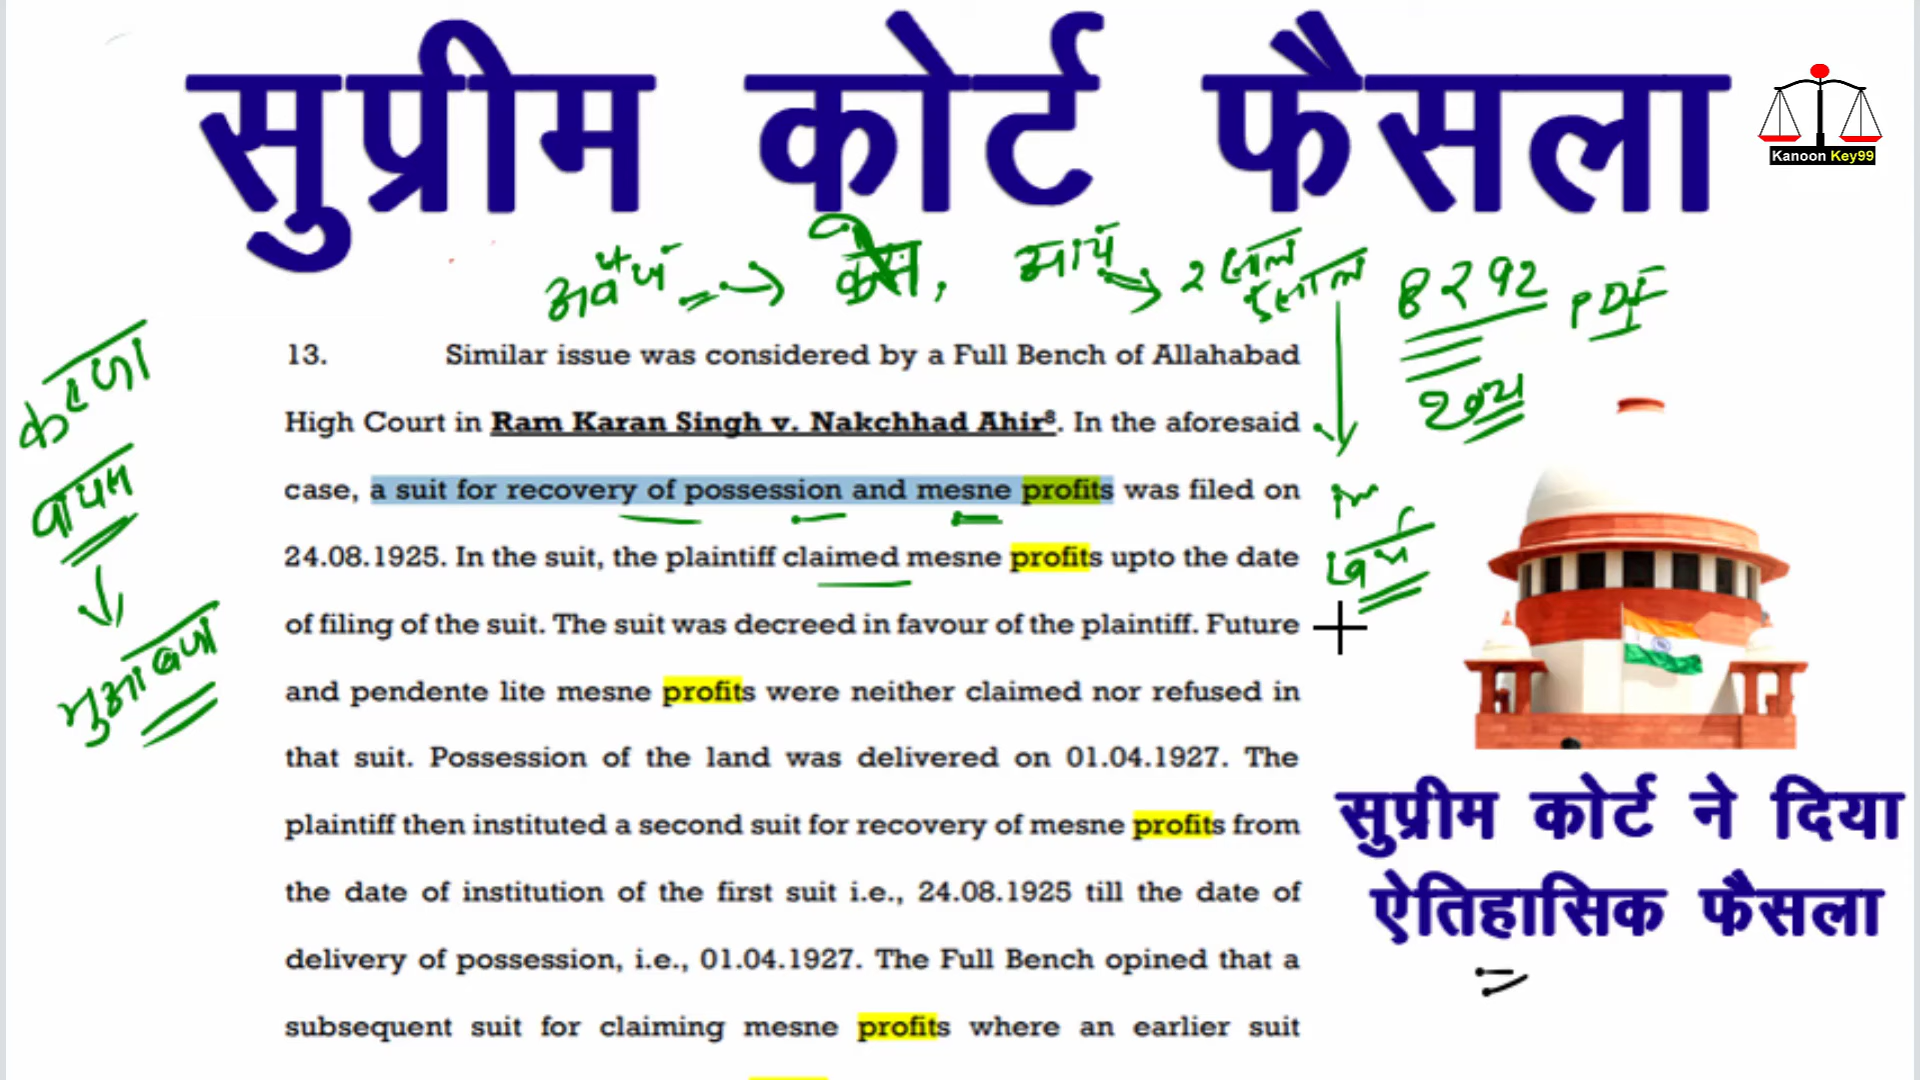 सुप्रीम कोर्ट फैसला
Kanoon Key99
केस, साथ २ साल
8292 PDF
2021
कब्जा
वापस
मुआवजा
13. Similar issue was considered by a Full Bench of Allahabad
High Court in Ram Karan Singh v. Nakchhad Ahir⁸. In the aforesaid
case, a suit for recovery of possession and mesne profits was filed on
24.08.1925. In the suit, the plaintiff claimed mesne profits upto the date
of filing of the suit. The suit was decreed in favour of the plaintiff. Future
and pendente lite mesne profits were neither claimed nor refused in
that suit. Possession of the land was delivered on 01.04.1927. The
plaintiff then instituted a second suit for recovery of mesne profits from
the date of institution of the first suit i.e., 24.08.1925 till the date of
delivery of possession, i.e., 01.04.1927. The Full Bench opined that a
subsequent suit for claiming mesne profits where an earlier suit
सुप्रीम कोर्ट ने दिया
ऐतिहासिक फैसला